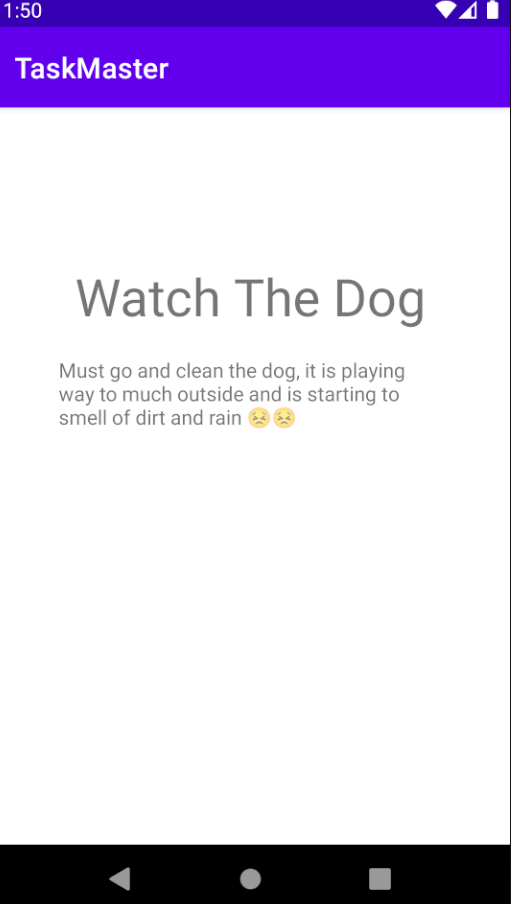 1:50
TaskMaster
Watch The Dog
Must go and clean the dog, it is playing
way to much outside and is starting to
smell of dirt and rain 😣😣